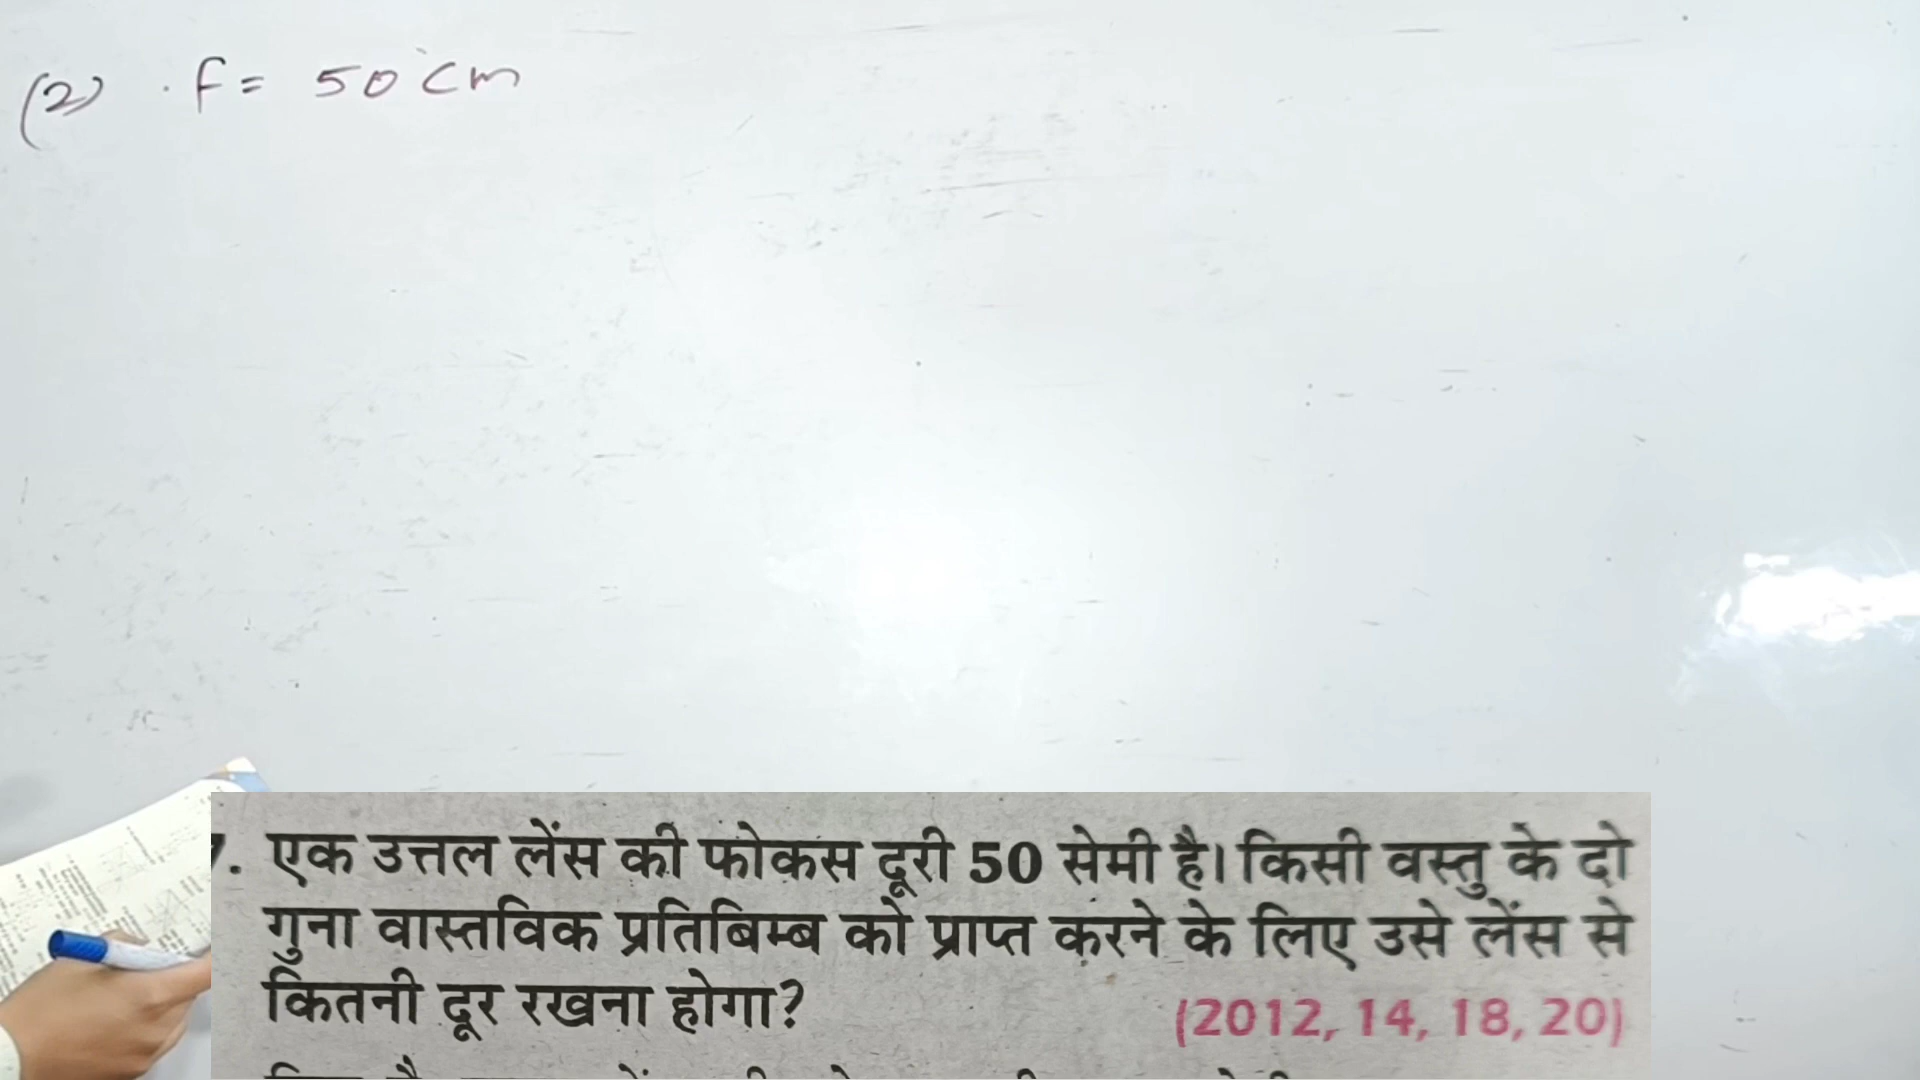 (2) . f = 50 cm
. एक उत्तल लेंस की फोकस दूरी 50 सेमी है। किसी वस्तु के दो
गुना वास्तविक प्रतिबिम्ब को प्राप्त करने के लिए उसे लेंस से
कितनी दूर रखना होगा?
(2012, 14, 18, 20)